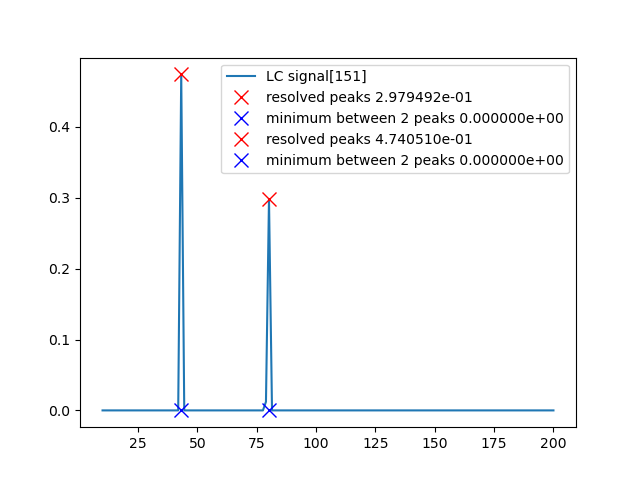 LC signal[151]
resolved peaks 2.979492e-01
minimum between 2 peaks 0.000000e+00
resolved peaks 4.740510e-01
minimum between 2 peaks 0.000000e+00
0.4
0.3
0.2
0.1
0.0
25 50 75 100 125 150 175 200